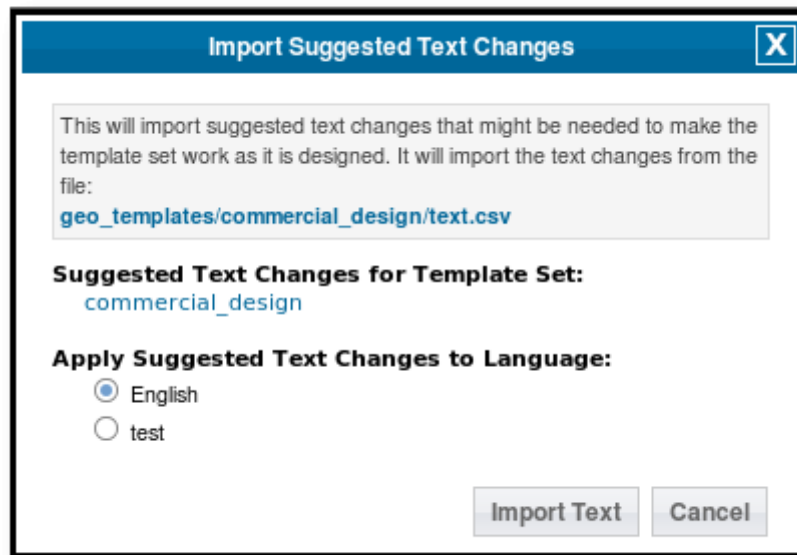 Import Suggested Text Changes
X
This will import suggested text changes that might be needed to make the
template set work as it is designed. It will import the text changes from the
file:
geo_templates/commercial_design/text.csv
Suggested Text Changes for Template Set:
commercial_design
Apply Suggested Text Changes to Language:
English
test
Import Text Cancel